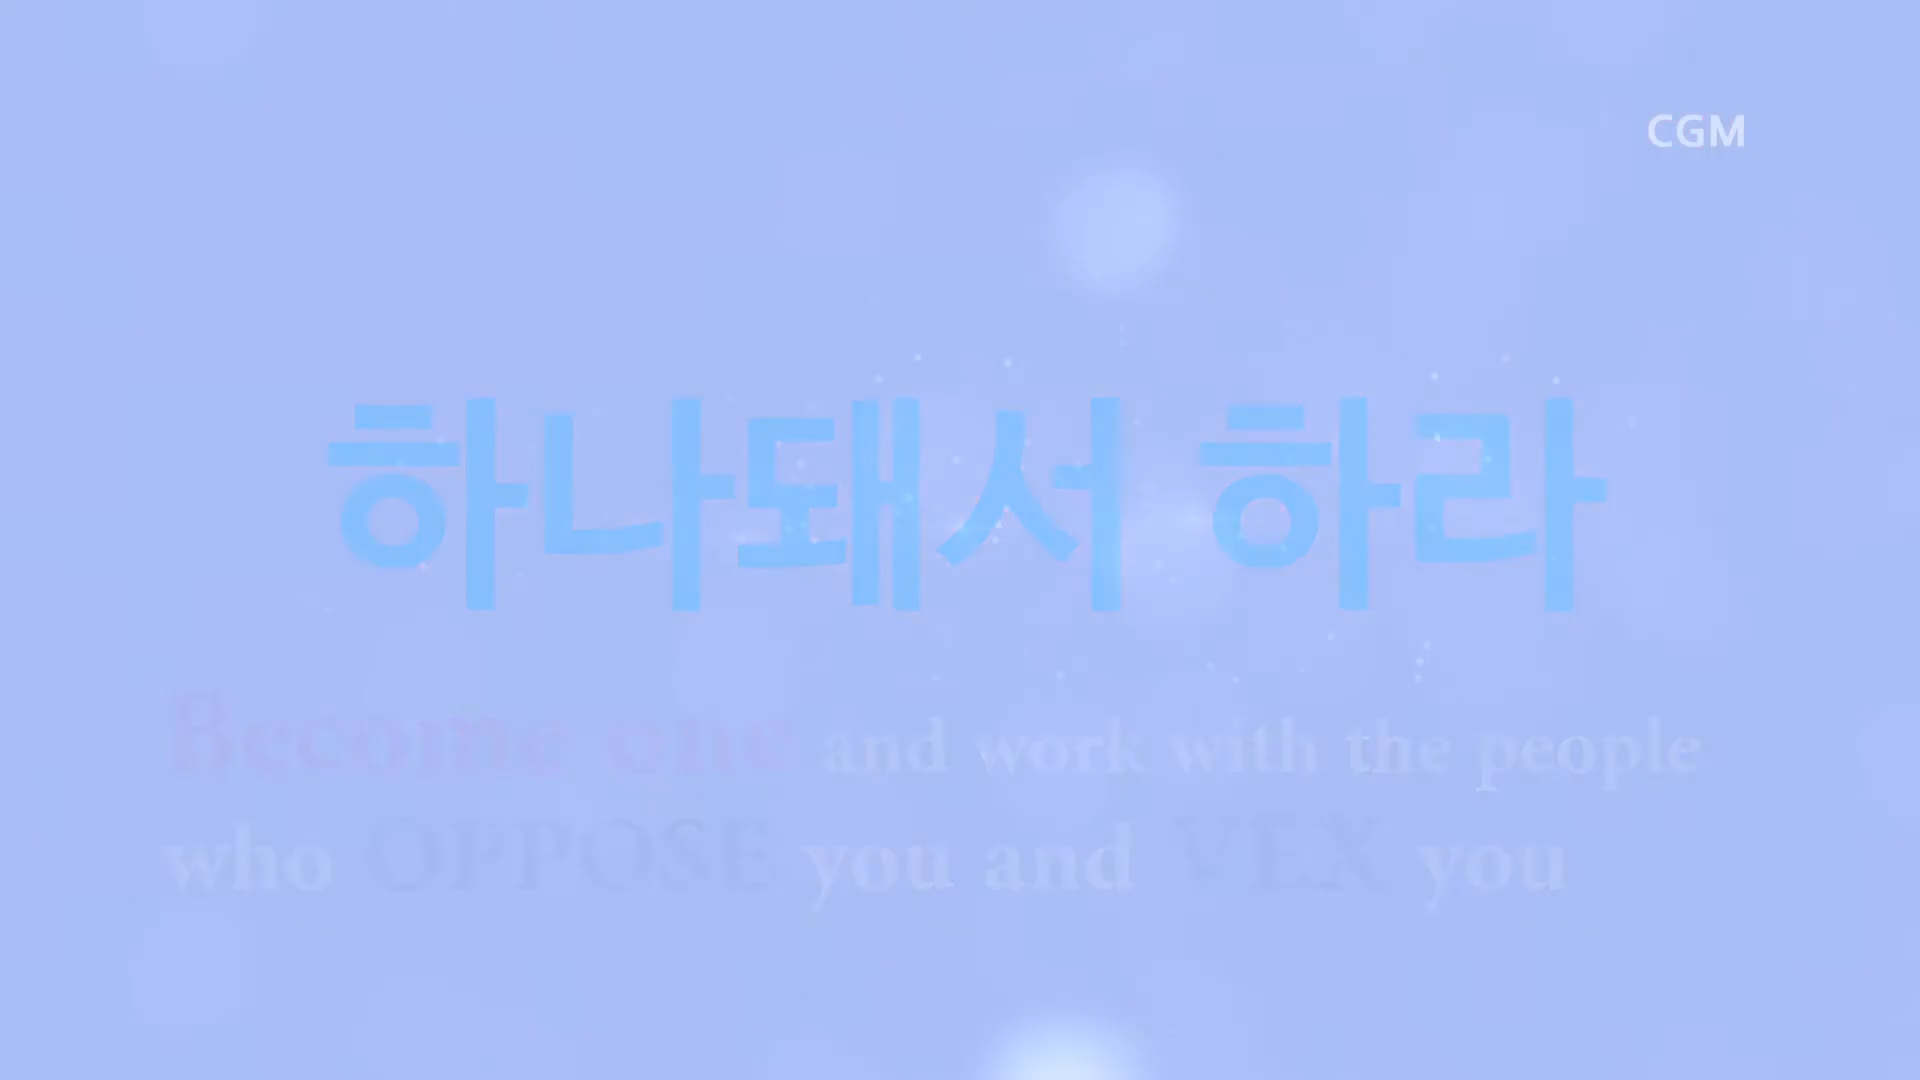 CGM
하나돼서 하라
Become one and work with the people
who OPPOSE you and VEX you